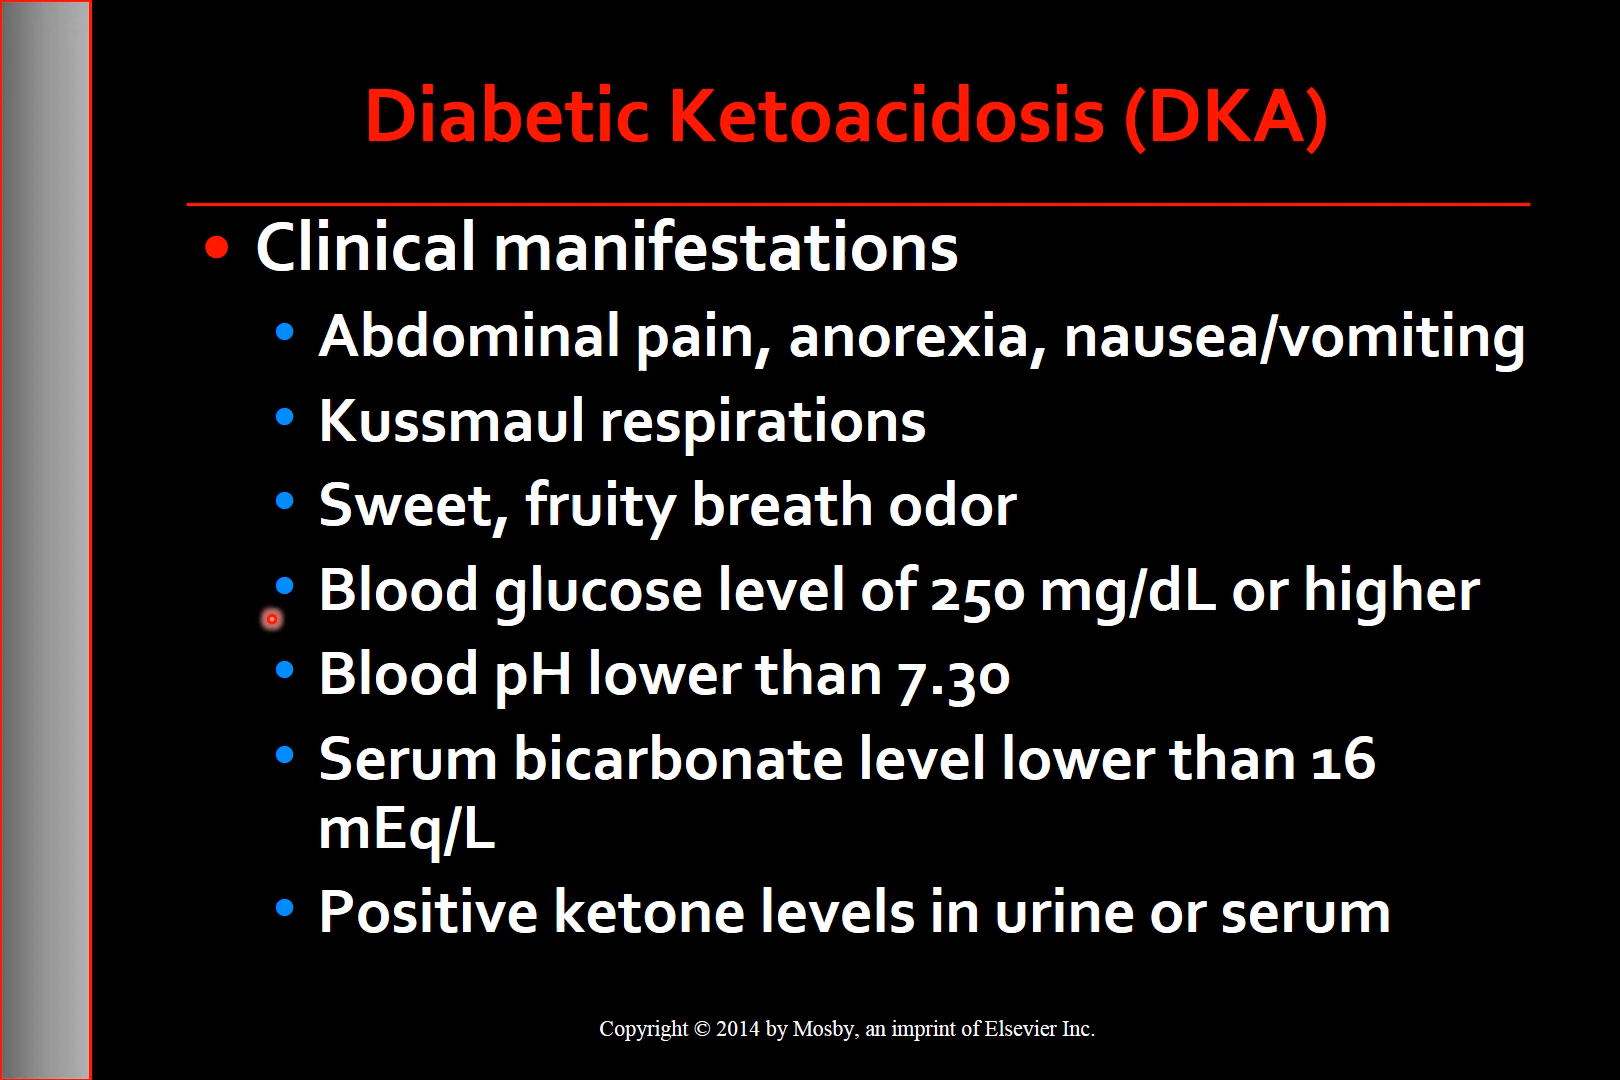 Diabetic Ketoacidosis (DKA)
Clinical manifestations
Abdominal pain, anorexia, nausea/vomiting
Kussmaul respirations
Sweet, fruity breath odor
Blood glucose level of 250 mg/dL or higher
Blood pH lower than 7.30
Serum bicarbonate level lower than 16
mEq/L
Positive ketone levels in urine or serum
Copyright © 2014 by Mosby, an imprint of Elsevier Inc.